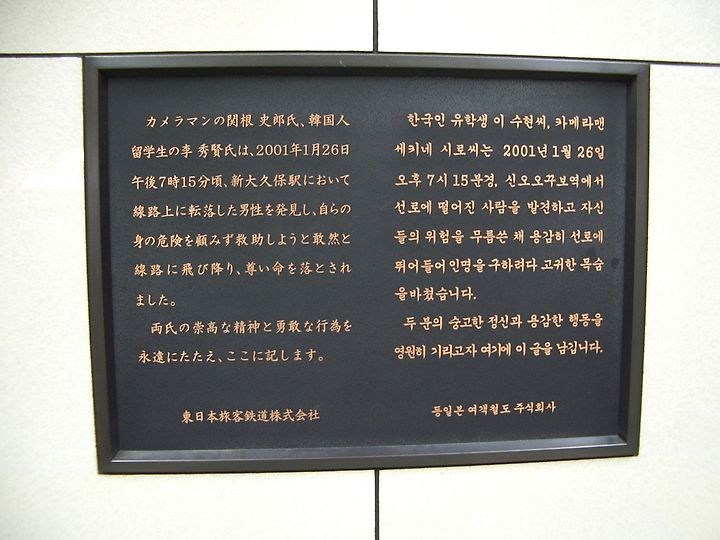 カメラマンの関根 史郎氏、韓国人
留学生の李 秀賢氏は、2001年1月26日
午後7時15分頃、新大久保駅において
線路上に転落した男性を発見し、自らの
身の危険を顧みず救助しようと敢然と
線路に飛び降り、尊い命を落とされ
ました。
両氏の崇高な精神と勇敢な行為を
永遠にたたえ、ここに記します。
東日本旅客鉄道株式会社
한국인 유학생 이 수현씨, 카메라맨
세키네 시로씨는 2001년 1월 26일
오후 7시 15분경, 신오오꾸보역에서
선로에 떨어진 사람을 발견하고 자신
들의 위험을 무릅쓴 채 용감히 선로에
뛰어들어 인명을 구하려다 고귀한 목숨
을바쳤습니다.
두 분의 숭고한 정신과 용감한 행동을
영원히 기리고자 여기에 이 글을 남깁니다.
동일본 여객철도 주식회사